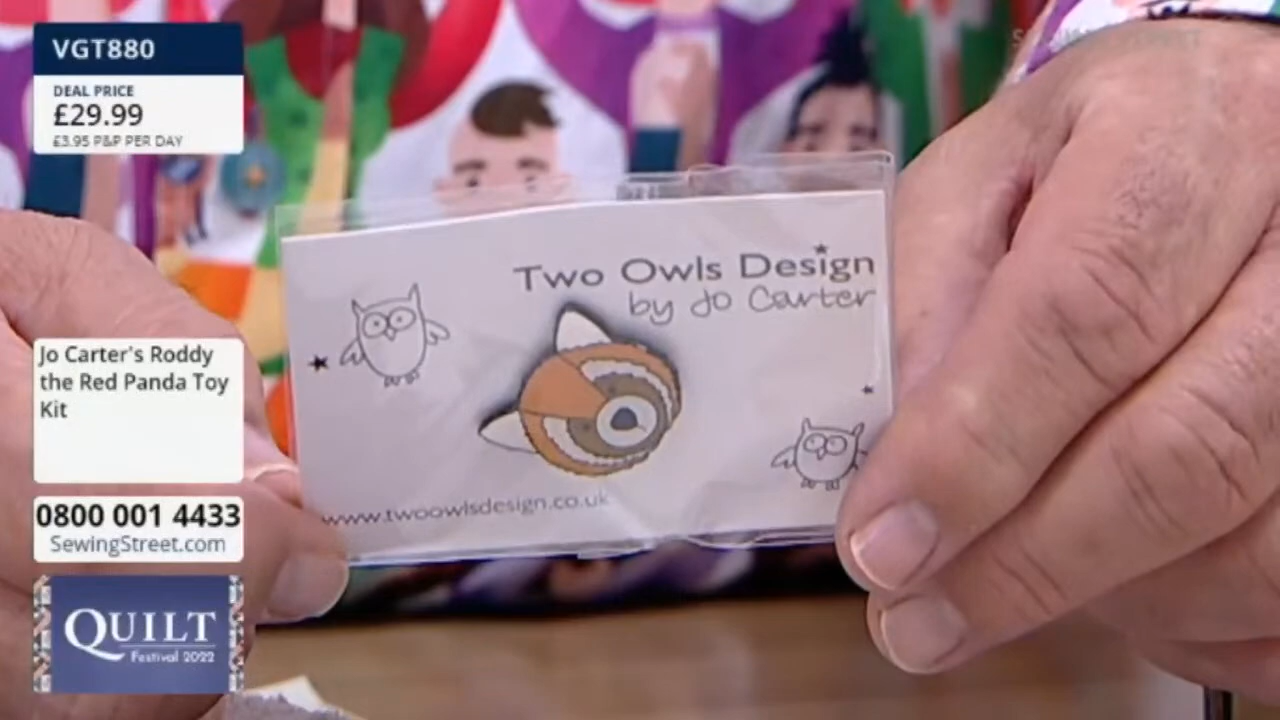 VGT880
DEAL PRICE
£29.99
£3.95 P&P PER DAY
Jo Carter's Roddy
the Red Panda Toy
Kit
0800 001 4433
SewingStreet.com
QUILT
Festival 2022
Two Owls Design
by Jo Carter
www.twoowlsdesign.co.uk